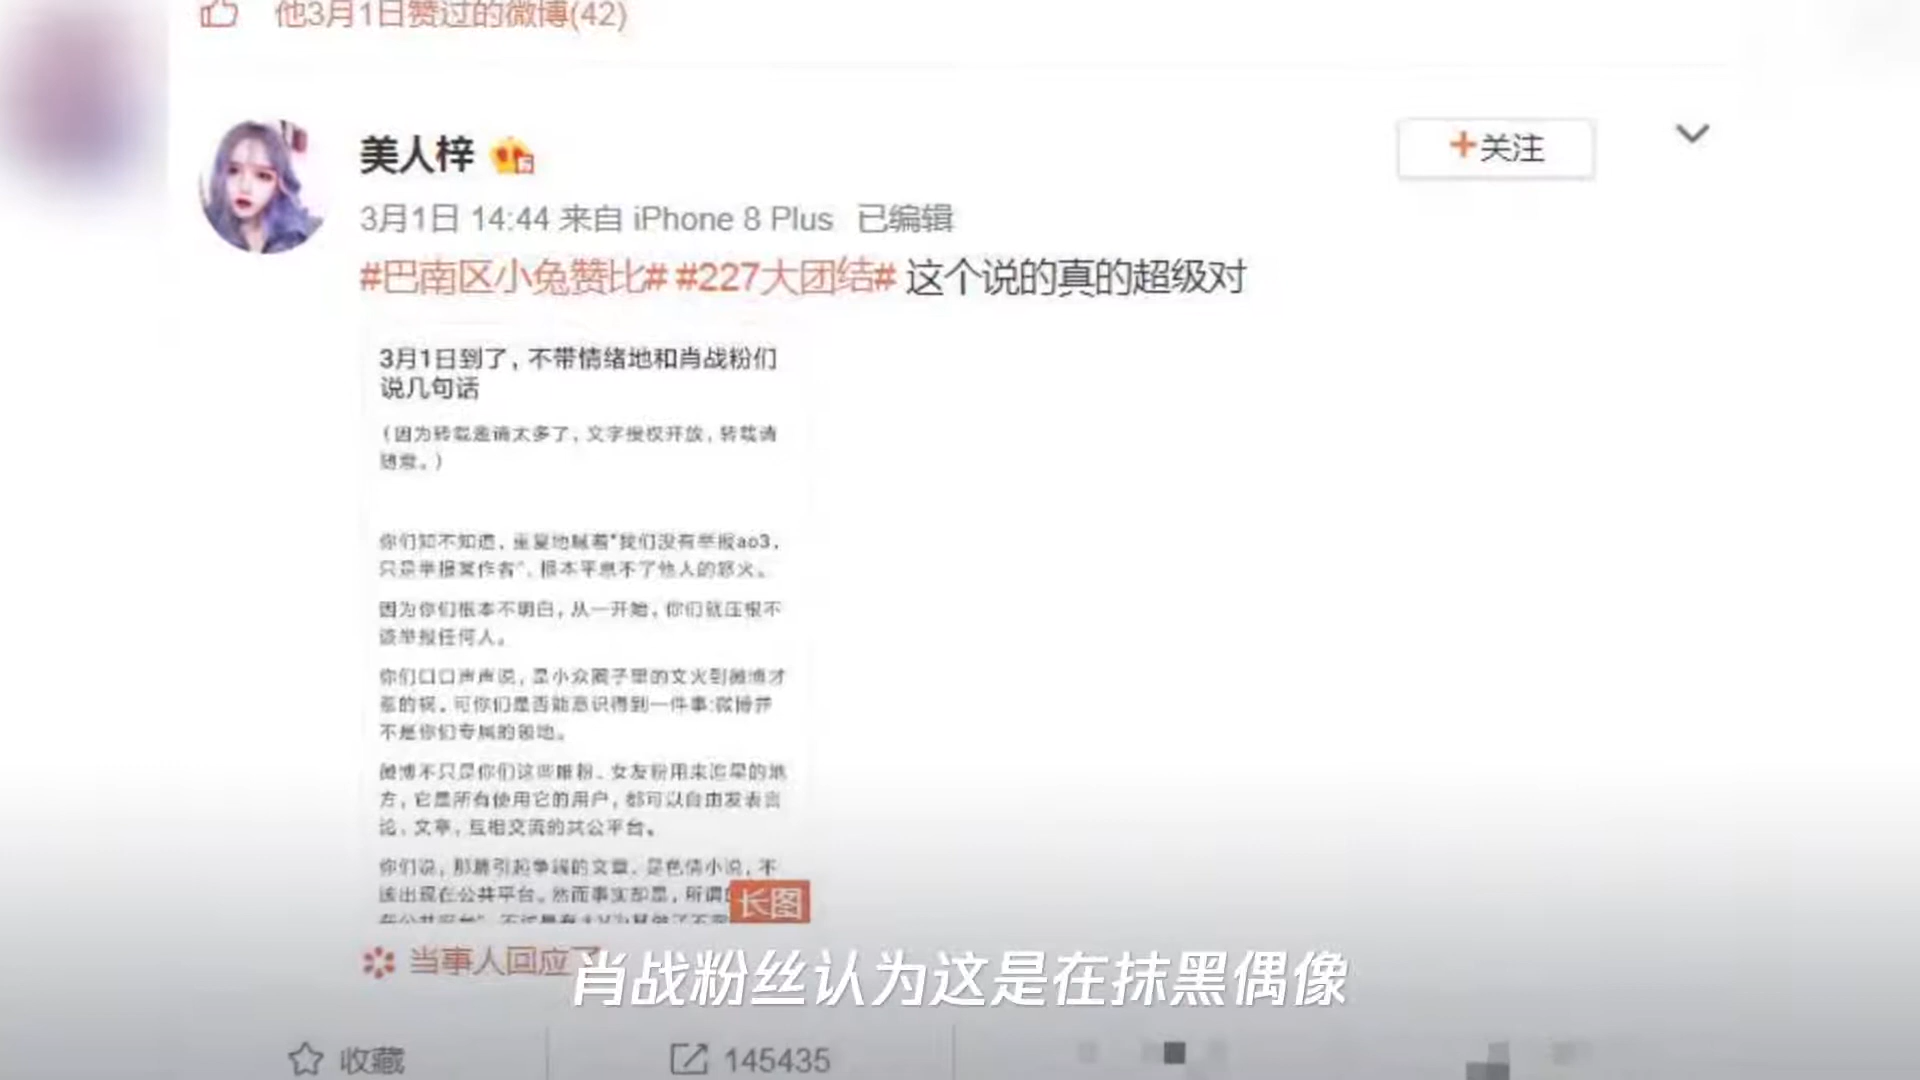 他3月1日赞过的微博(42)
美人梓
+关注
3月1日 14:44 来自 iPhone 8 Plus 已编辑
#巴南区小兔赞比# #227大团结# 这个说的真的超级对
3月1日到了，不带情绪地和肖战粉们
说几句话
（因为转载邀请太多了，文字授权开放，转载请
随意。）
你们知不知道，重复地喊着"我们没有举报ao3，
只是举报某作者"，根本平息不了他人的怒火。
因为你们根本不明白，从一开始，你们就压根不
该举报任何人。
你们口口声声说，是小众圈子里的文火到微博才
惹的祸。可你们是否能意识得到一件事:微博并
不是你们专属的领地。
微博不只是你们这些唯粉、女友粉用来追星的地
方，它是所有使用它的用户，都可以自由发表言
论、文章，互相交流的共公平台。
你们说，那篇引起争端的文章，是色情小说，不
该出现在公共平台。然而事实却是，所谓
长图
当事人回应了
肖战粉丝认为这是在抹黑偶像
收藏
145435